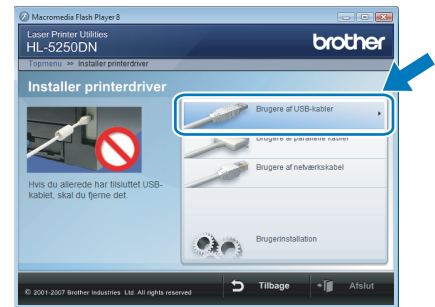 Macromedia Flash Player 8
Laser Printer Utilities
HL-5250DN
brother
Topmenu >> Installer printerdriver
Installer printerdriver
Brugere af USB-kabler
Brugere af parallelle kabler
Brugere af netværkskabel
Hvis du allerede har tilsluttet USB-
kablet, skal du fjerne det.
Brugerinstallation
© 2001-2007 Brother Industries Ltd. All rights reserved
Tilbage
Afslut